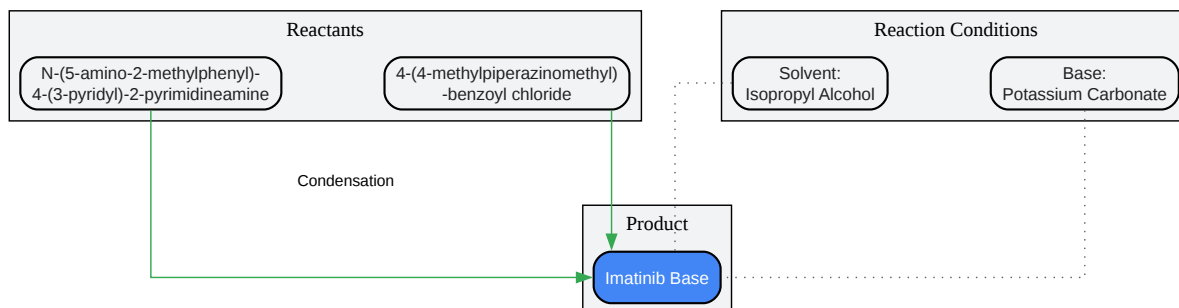 Reactants
Reaction Conditions
N-(5-amino-2-methylphenyl)-
4-(3-pyridyl)-2-pyrimidineamine
4-(4-methylpiperazinomethyl)
-benzoyl chloride
Solvent:
Isopropyl Alcohol
Base:
Potassium Carbonate
Condensation
Product
Imatinib Base